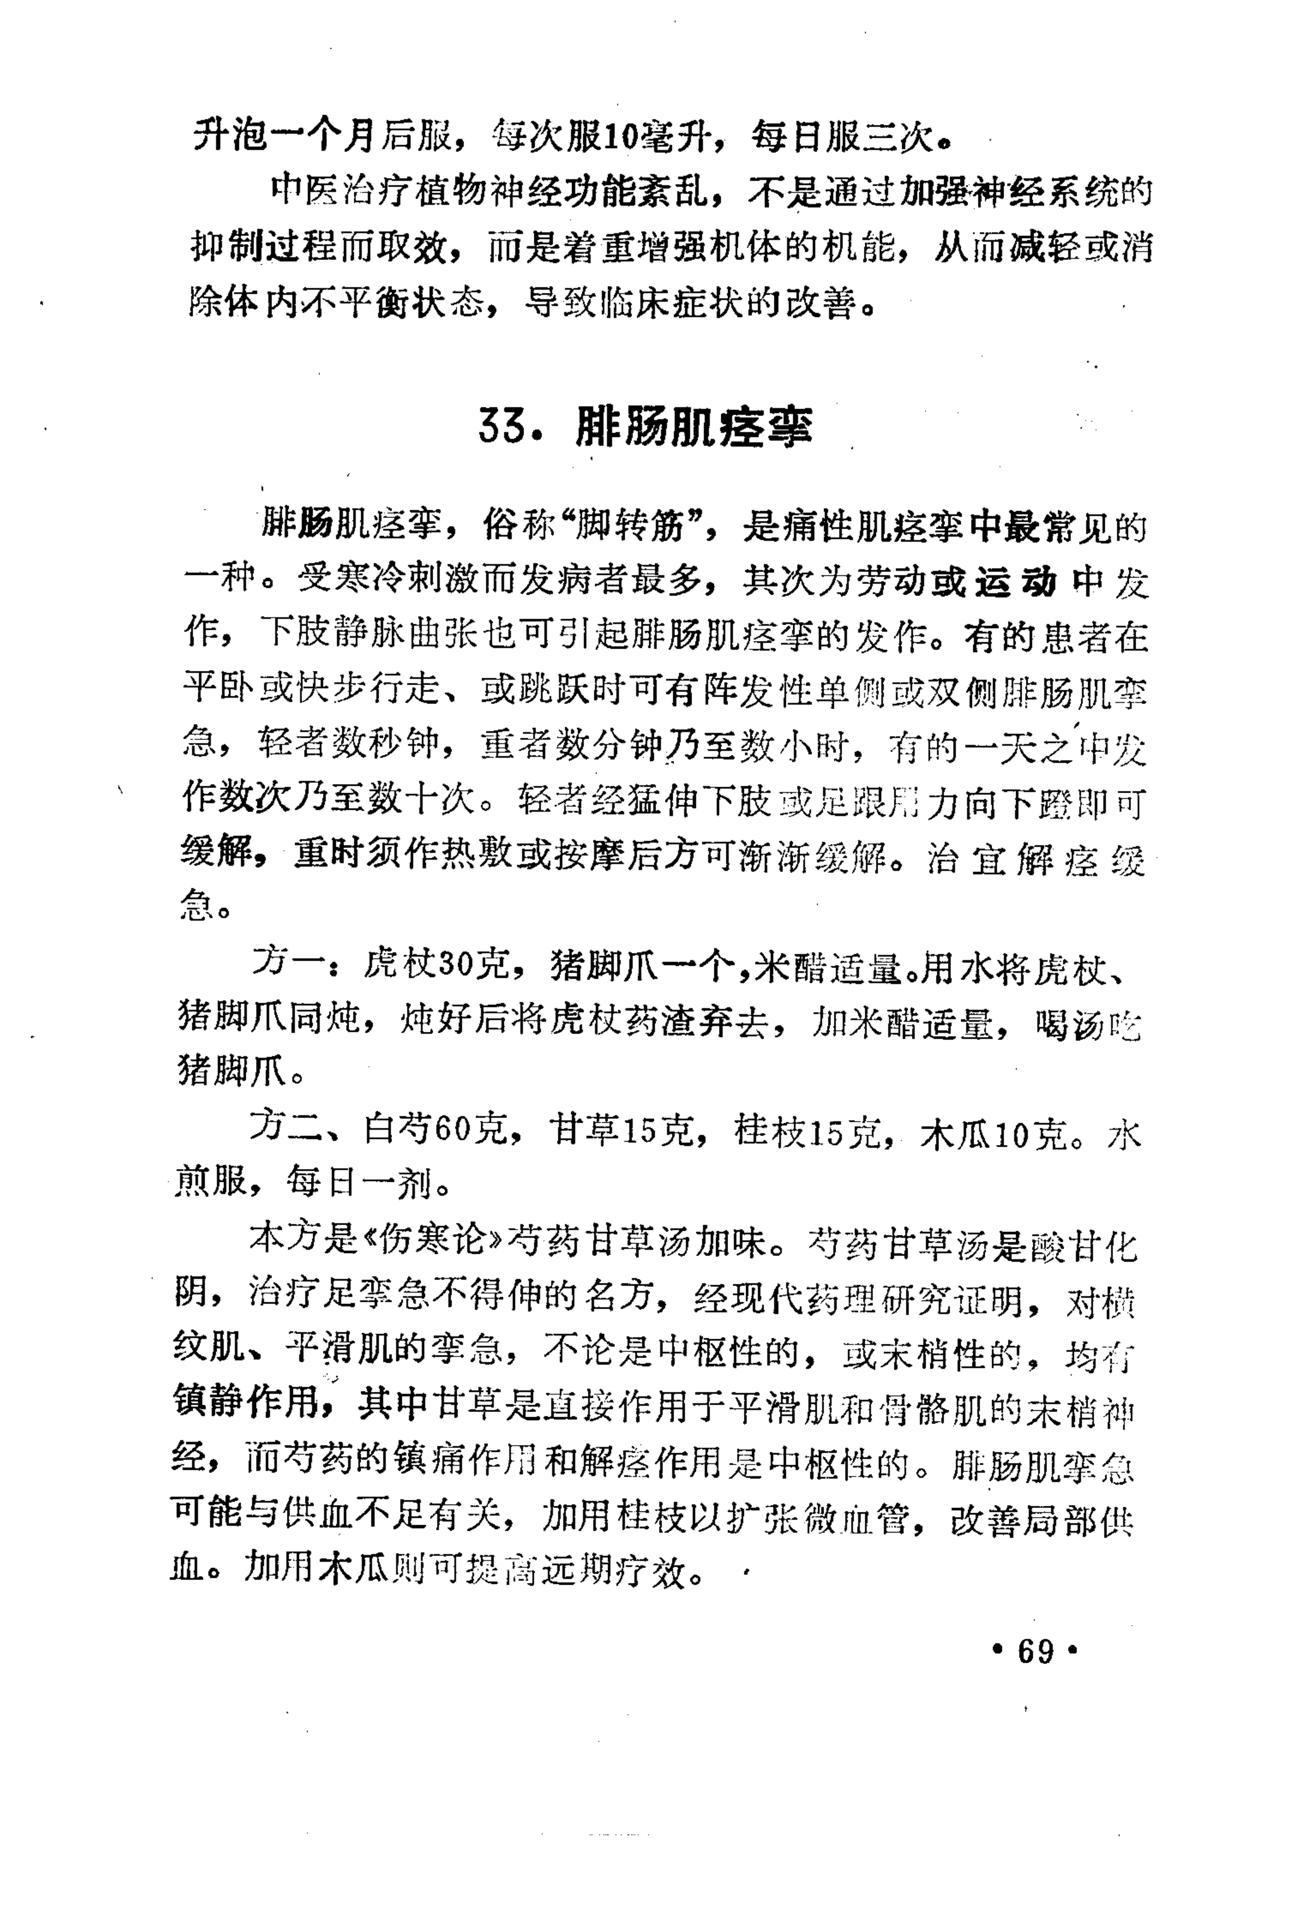 升泡一个月后服，每次服10毫升，每日服三次。
中医治疗植物神经功能紊乱，不是通过加强神经系统的
抑制过程而取效，而是着重增强机体的机能，从而减轻或消
除体内不平衡状态，导致临床症状的改善。
33．腓肠肌痉挛
腓肠肌痉挛，俗称“脚转筋”，是痛性肌痉挛中最常见的
一种。受寒冷刺激而发病者最多，其次为劳动或运动中发
作，下肢静脉曲张也可引起腓肠肌痉挛的发作。有的患者在
平卧或快步行走、或跳跃时可有阵发性单侧或双侧腓肠肌挛
急，轻者数秒钟，重者数分钟乃至数小时，有的一天之中发
作数次乃至数十次。轻者经猛伸下肢或足跟用力向下蹬即可
缓解，重时须作热敷或按摩后方可渐渐缓解。治宜解痉缓
急。
方一：虎杖30克，猪脚爪一个，米醋适量。用水将虎杖、
猪脚爪同炖，炖好后将虎杖药渣弃去，加米醋适量，喝汤吃
猪脚爪。
方二、白芍60克，甘草15克，桂枝15克，木瓜10克。水
煎服，每日一剂。
本方是《伤寒论》芍药甘草汤加味。芍药甘草汤是酸甘化
阴，治疗足挛急不得伸的名方，经现代药理研究证明，对横
纹肌、平滑肌的挛急，不论是中枢性的，或末梢性的，均有
镇静作用，其中甘草是直接作用于平滑肌和骨骼肌的末梢神
经，而芍药的镇痛作用和解痉作用是中枢性的。腓肠肌挛急
可能与供血不足有关，加用桂枝以扩张微血管，改善局部供
血。加用木瓜则可提高远期疗效。
·69·